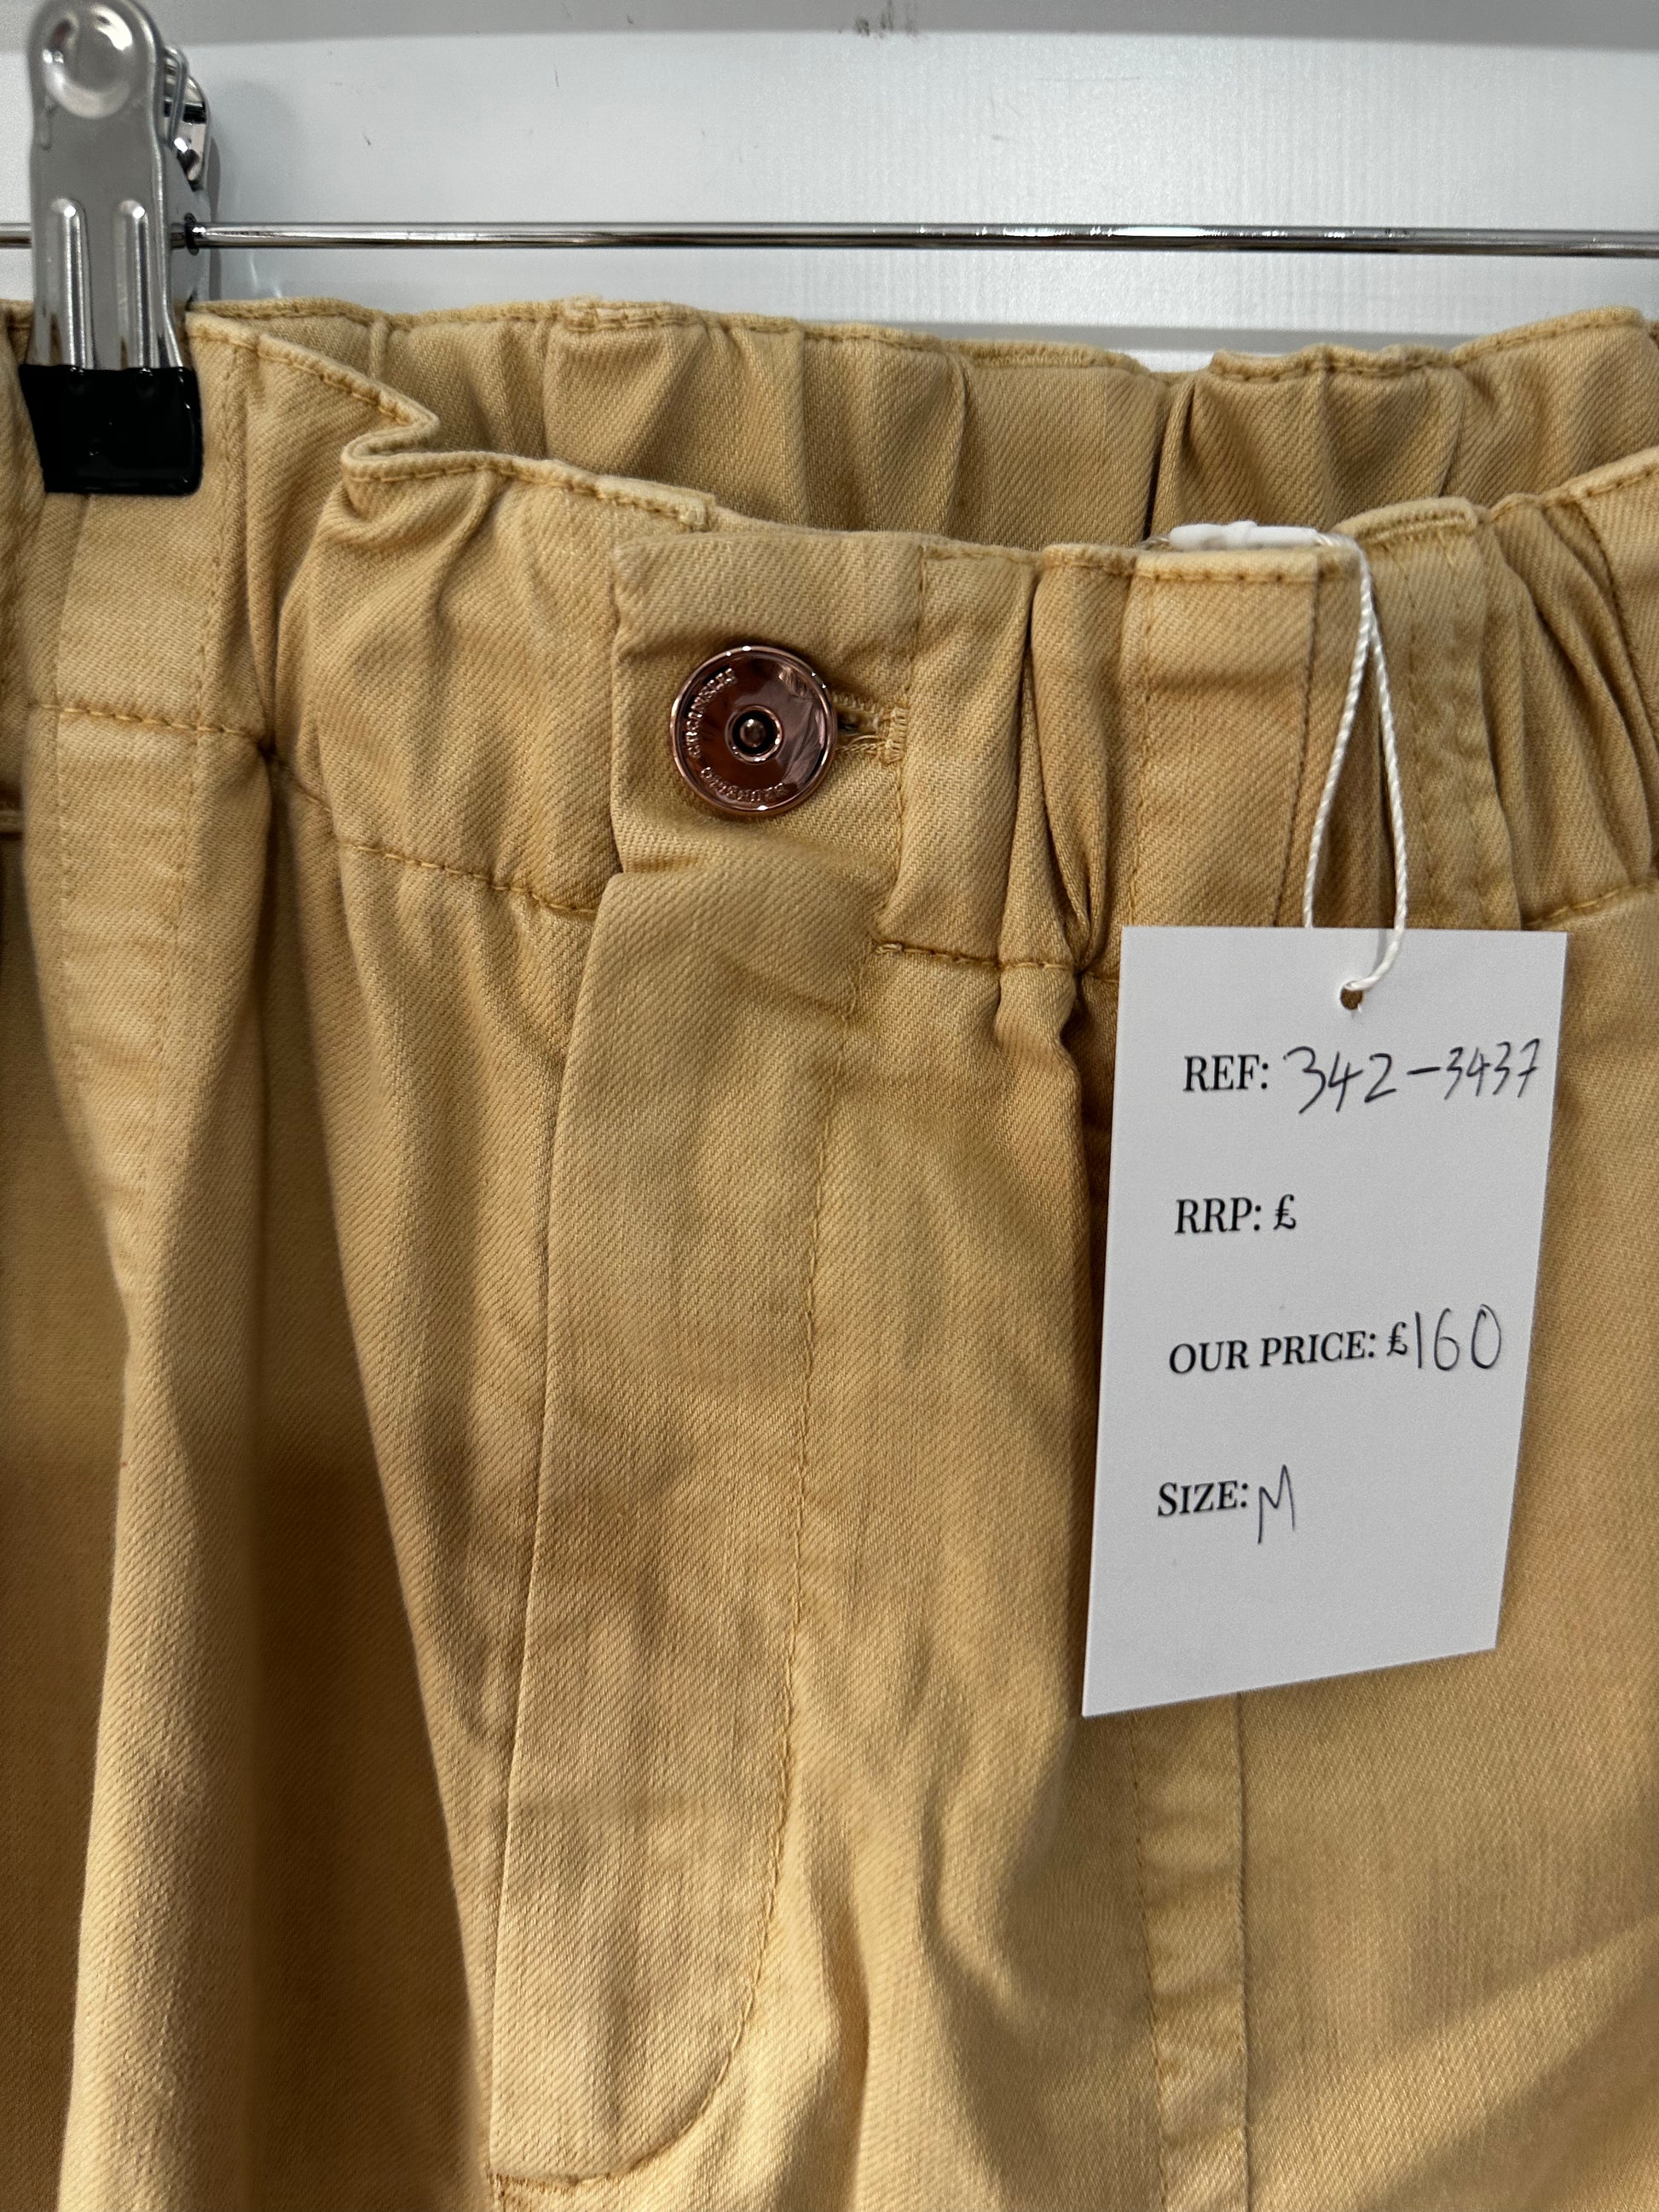 REF: 342-3437
RRP: £
OUR PRICE: £160
SIZE: M